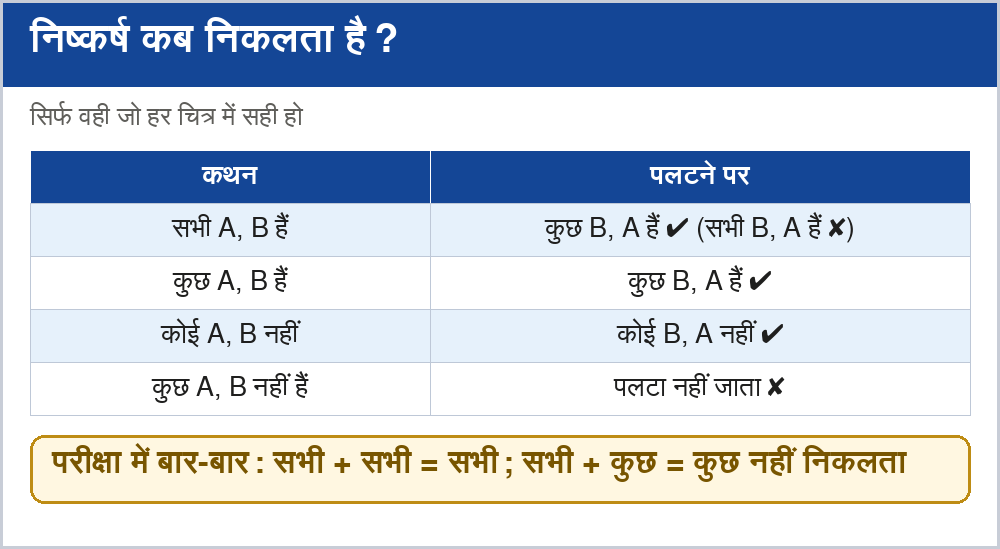 निष्कर्ष कब निकलता है ?
सिर्फ वही जो हर चित्र में सही हो
कथन पलटने पर
सभी A, B हैं कुछ B, A हैं ✔ (सभी B, A हैं ✘)
कुछ A, B हैं कुछ B, A हैं ✔
कोई A, B नहीं कोई B, A नहीं ✔
कुछ A, B नहीं हैं पलटा नहीं जाता ✘
परीक्षा में बार-बार : सभी + सभी = सभी ; सभी + कुछ = कुछ नहीं निकलता